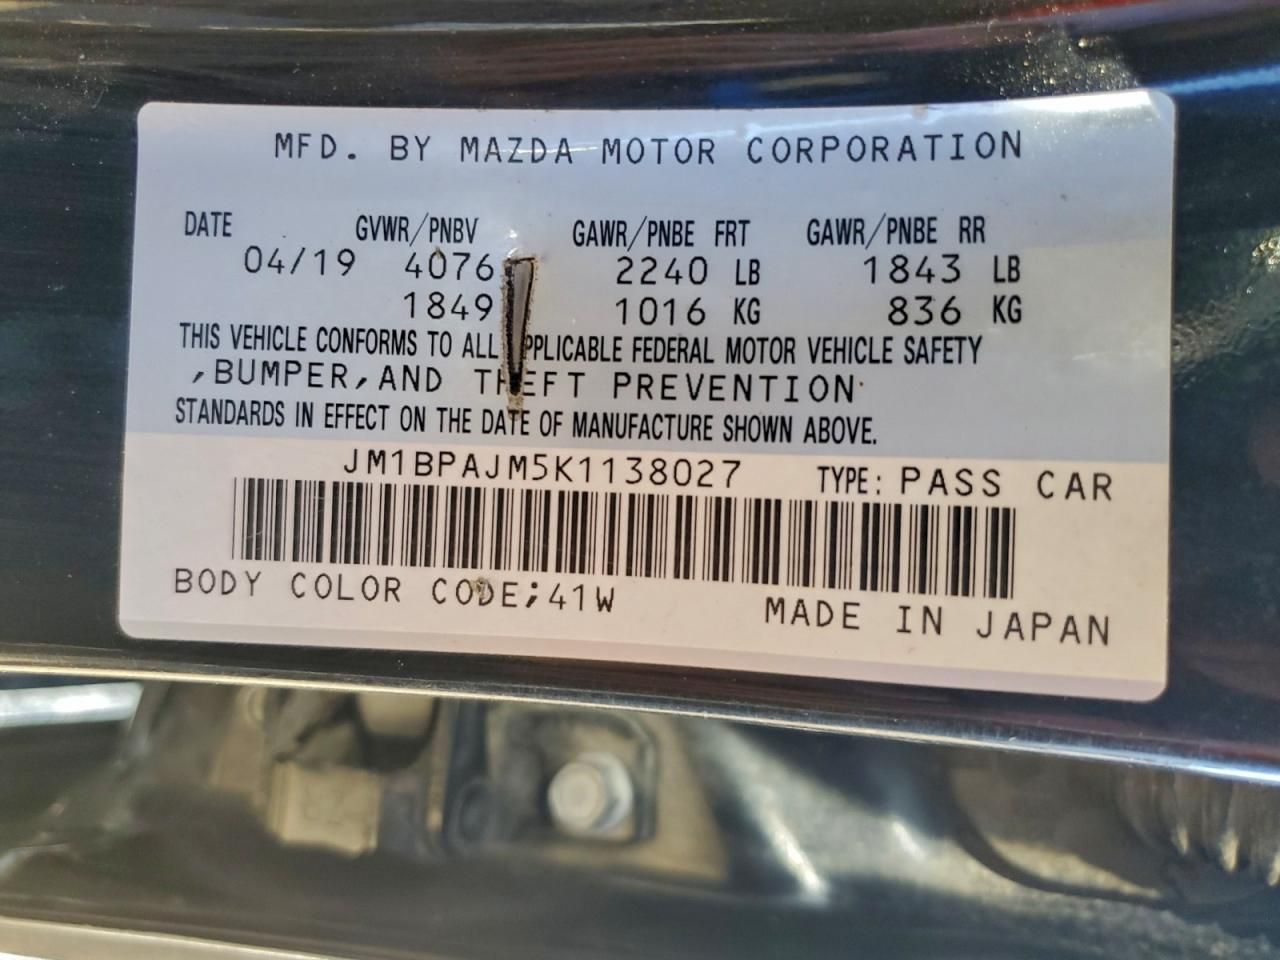 MFD. BY MAZDA MOTOR CORPORATION
DATE GVWR/PNBV GAWR/PNBE FRT GAWR/PNBE RR
04/19 4076 2240 LB 1843 LB
1849 1016 KG 836 KG
THIS VEHICLE CONFORMS TO ALL APPLICABLE FEDERAL MOTOR VEHICLE SAFETY
,BUMPER,AND THEFT PREVENTION
STANDARDS IN EFFECT ON THE DATE OF MANUFACTURE SHOWN ABOVE.
JM1BPAJM5K1138027 TYPE: PASS CAR
BODY COLOR CODE;41W MADE IN JAPAN